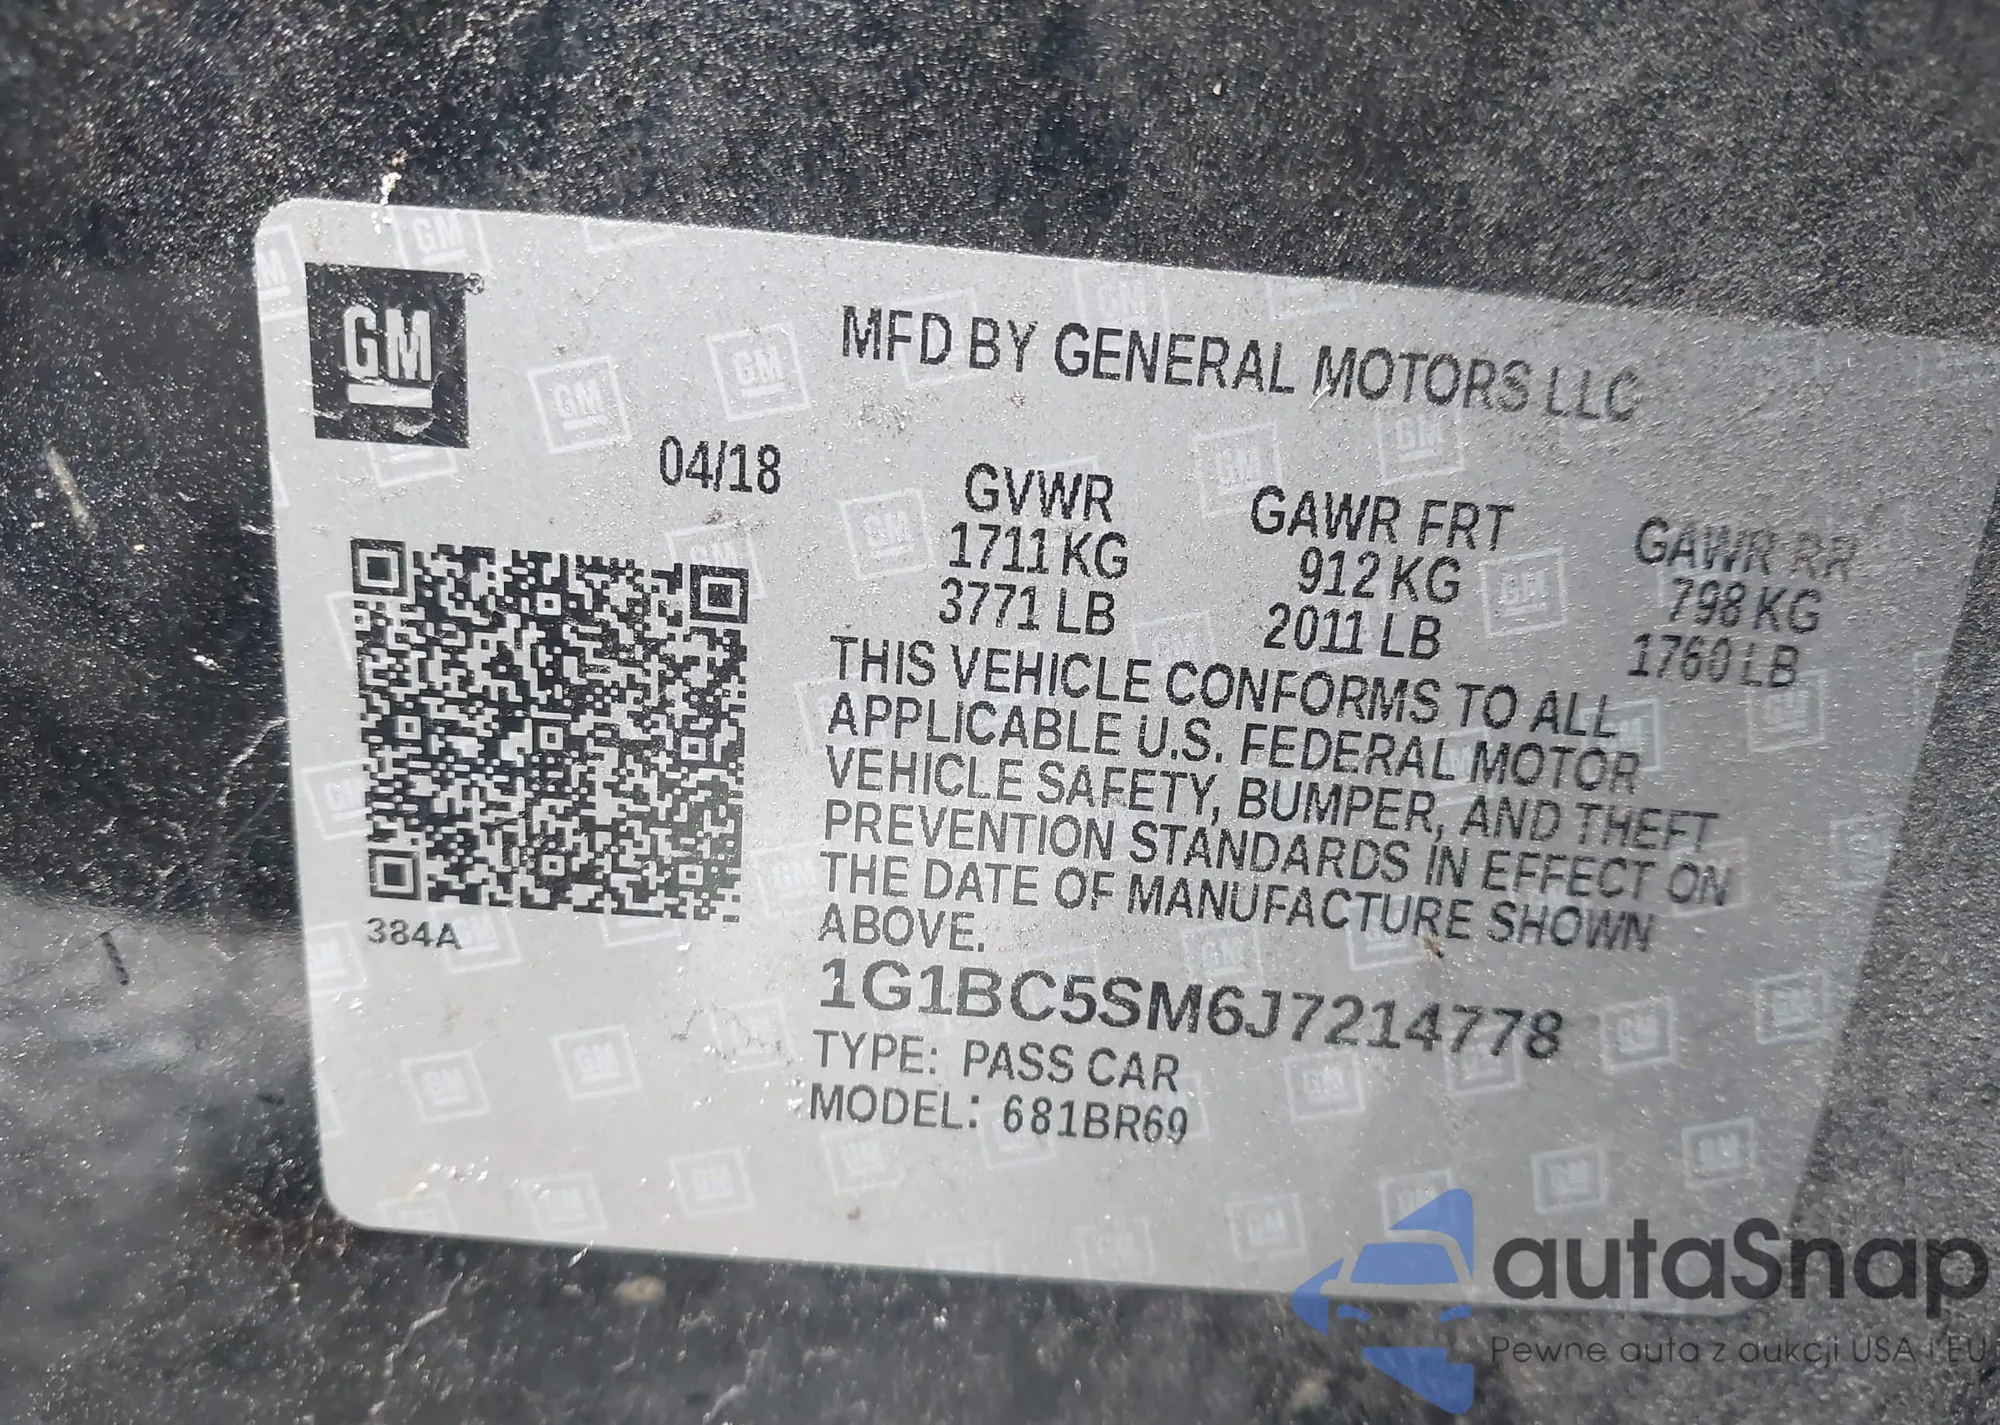 GM
MFD BY GENERAL MOTORS LLC
04/18
GVWR
1711 KG
3771 LB
GAWR FRT
912 KG
2011 LB
GAWR RR
798 KG
1760 LB
THIS VEHICLE CONFORMS TO ALL
APPLICABLE U.S. FEDERAL MOTOR
VEHICLE SAFETY, BUMPER, AND THEFT
PREVENTION STANDARDS IN EFFECT ON
THE DATE OF MANUFACTURE SHOWN
ABOVE.
384A
1G1BC5SM6J7214778
TYPE: PASS CAR
MODEL: 681BR69
autaSnap
Pewne auta z aukcji USA i EU